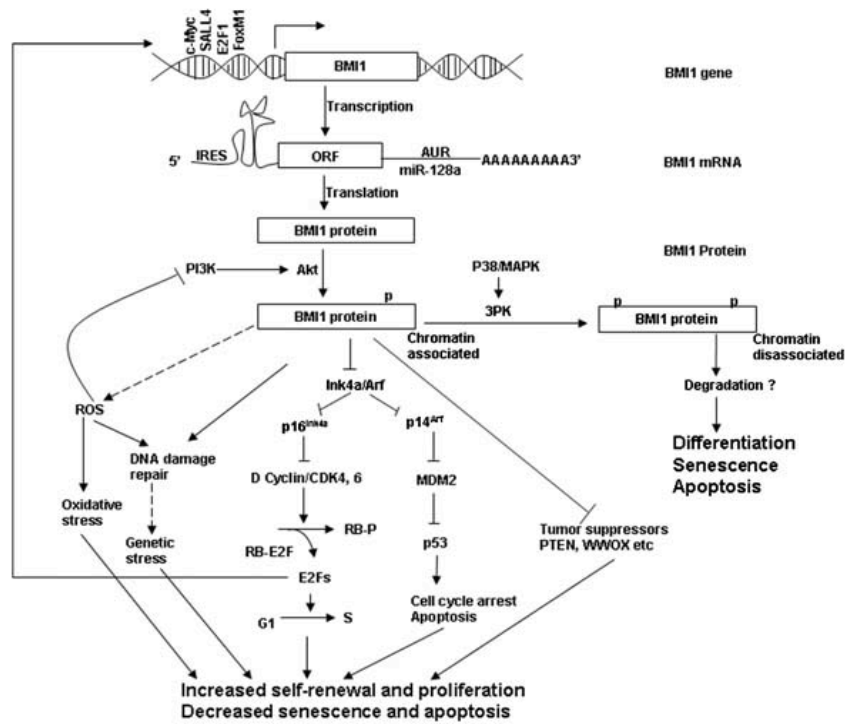 c-Myc
SALL4
E2F1
FoxM1
BMI1
BMI1 gene
Transcription
5' IRES
ORF
AUR
miR-128a
AAAAAAAAA3'
BMI1 mRNA
Translation
BMI1 protein
BMI1 Protein
PI3K
Akt
P38/MAPK
3PK
p
BMI1 protein
Chromatin
associated
p
p
BMI1 protein
Chromatin
disassociated
Degradation ?
Differentiation
Senescence
Apoptosis
Ink4a/Arf
ROS
p16Ink4a
p14Arf
DNA damage
repair
D Cyclin/CDK4, 6
MDM2
Oxidative
stress
Genetic
stress
RB-P
RB-E2F
p53
Tumor suppressors
PTEN, WWOX etc
E2Fs
G1
S
Cell cycle arrest
Apoptosis
Increased self-renewal and proliferation
Decreased senescence and apoptosis